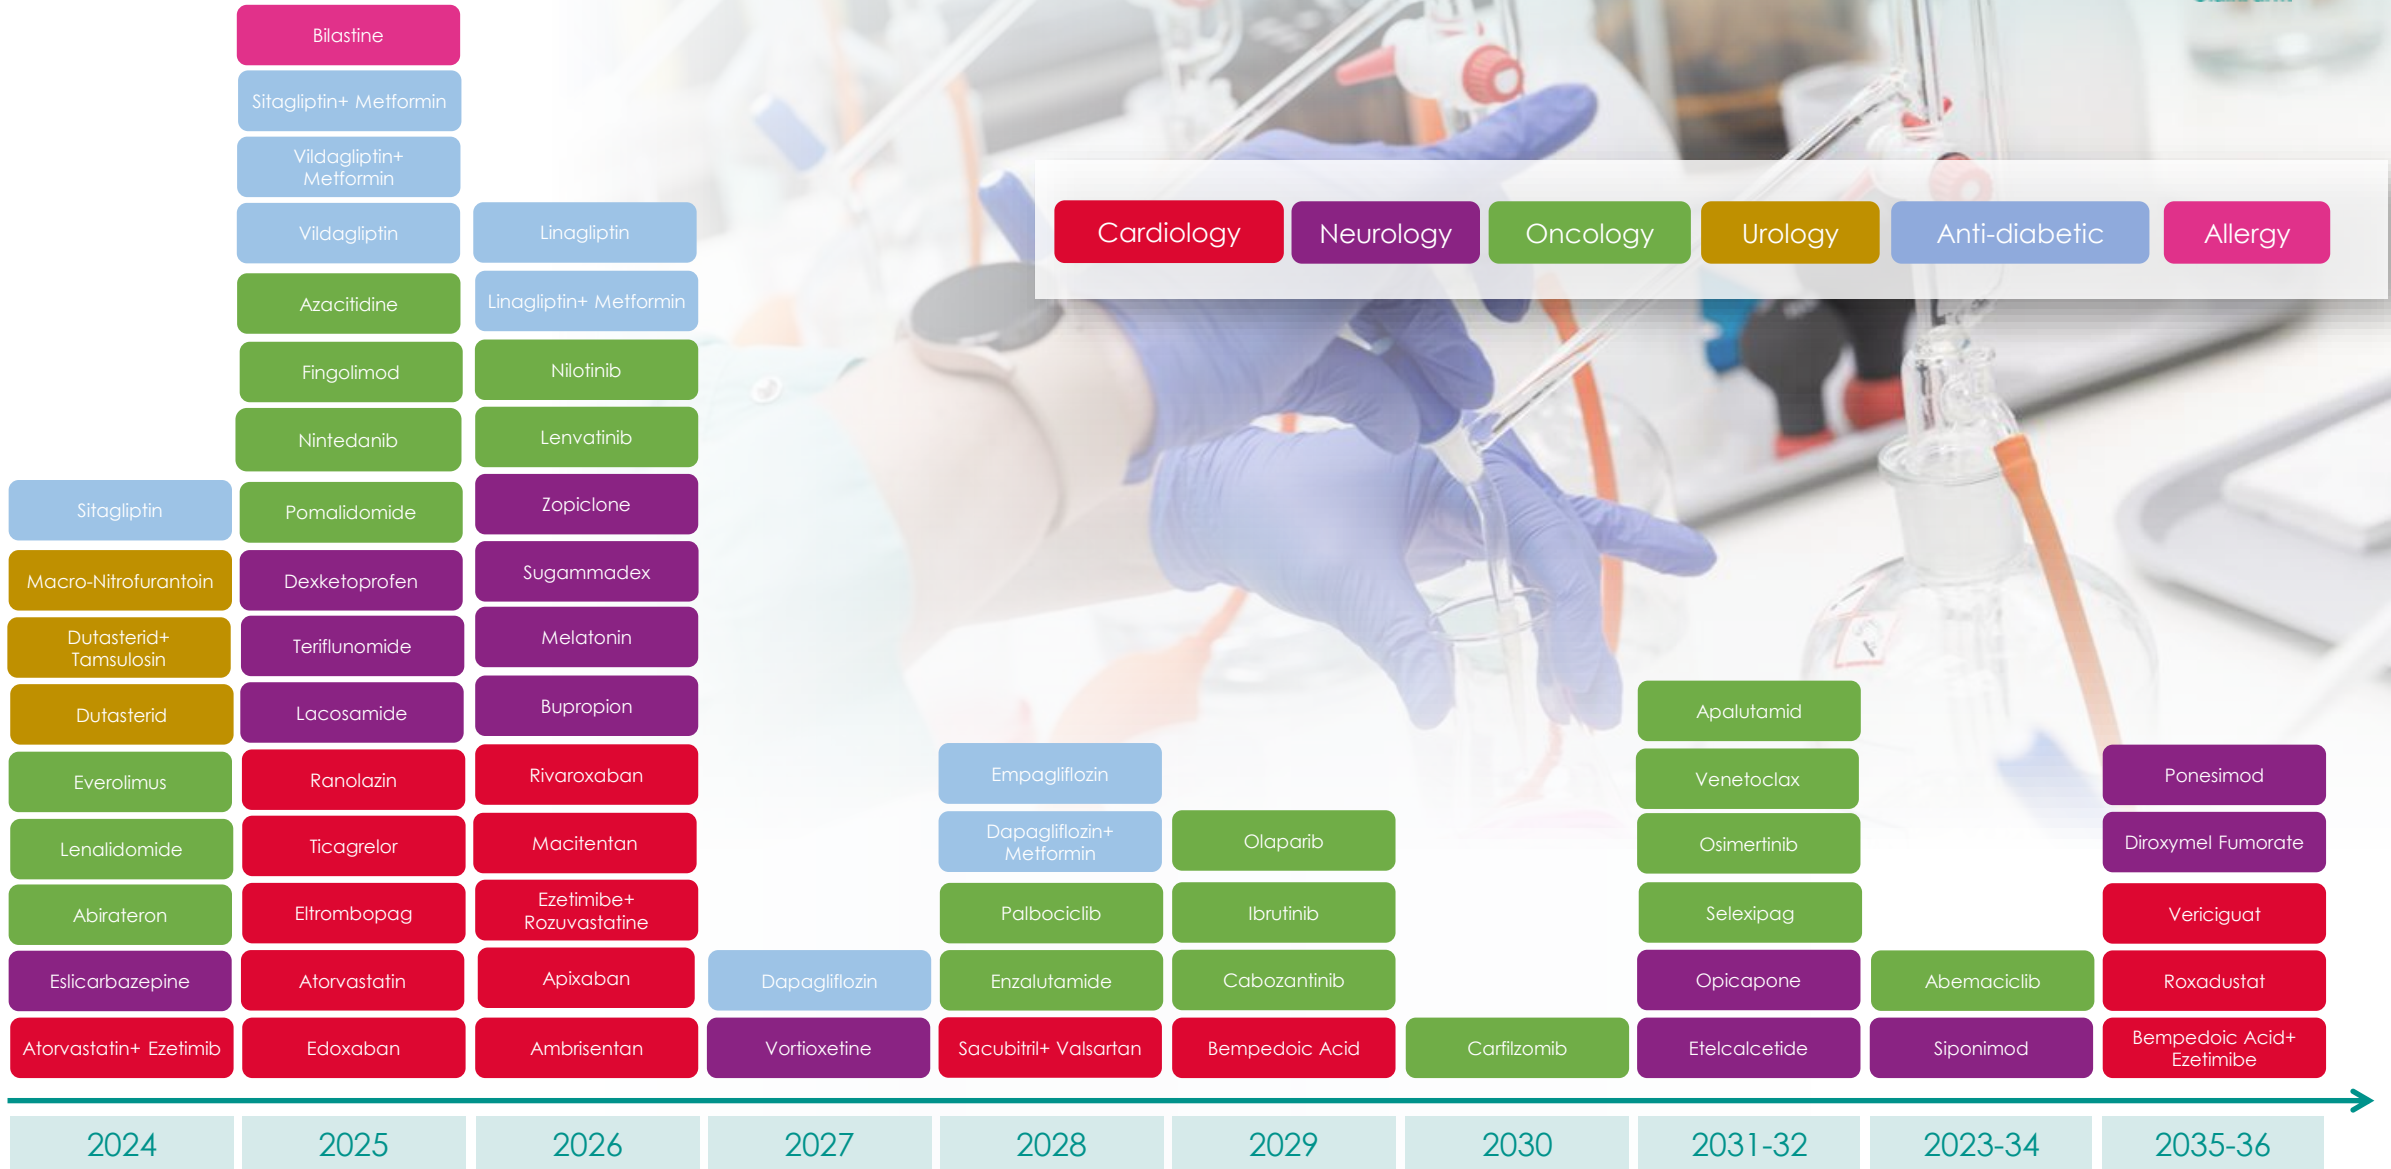 Bilastine
Sitagliptin+ Metformin
Vildagliptin+
Metformin
Vildagliptin
Linagliptin
Cardiology
Neurology
Oncology
Urology
Anti-diabetic
Allergy
Azacitidine
Linagliptin+ Metformin
Fingolimod
Nilotinib
Nintedanib
Lenvatinib
Sitagliptin
Pomalidomide
Zopiclone
Macro-Nitrofurantoin
Dexketoprofen
Sugammadex
Dutasterid+
Tamsulosin
Teriflunomide
Melatonin
Dutasterid
Lacosamide
Bupropion
Apalutamid
Everolimus
Ranolazin
Rivaroxaban
Empagliflozin
Venetoclax
Ponesimod
Lenalidomide
Ticagrelor
Macitentan
Dapagliflozin+
Metformin
Olaparib
Osimertinib
Diroxymel Fumorate
Abirateron
Eltrombopag
Ezetimibe+
Rozuvastatine
Palbociclib
Ibrutinib
Selexipag
Vericiguat
Eslicarbazepine
Atorvastatin
Apixaban
Dapagliflozin
Enzalutamide
Cabozantinib
Opicapone
Abemaciclib
Roxadustat
Atorvastatin+ Ezetimib
Edoxaban
Ambrisentan
Vortioxetine
Sacubitril+ Valsartan
Bempedoic Acid
Carfilzomib
Etelcalcetide
Siponimod
Bempedoic Acid+
Ezetimibe
2024
2025
2026
2027
2028
2029
2030
2031-32
2023-34
2035-36